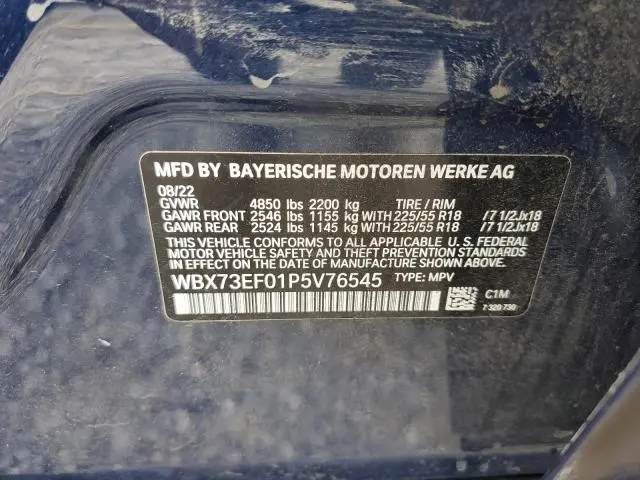 MFD BY BAYERISCHE MOTOREN WERKE AG
08/22
GVWR 4850 lbs 2200 kg TIRE / RIM
GAWR FRONT 2546 lbs 1155 kg WITH 225/55 R18 /7 1/2Jx18
GAWR REAR 2524 lbs 1145 kg WITH 225/55 R18 /7 1/2Jx18
THIS VEHICLE CONFORMS TO ALL APPLICABLE U. S. FEDERAL
MOTOR VEHICLE SAFETY, BUMPER, AND THEFT PREVENTION
STANDARDS IN EFFECT ON THE DATE OF MANUFACTURE SHOWN ABOVE.
WBX73EF01P5V76545 TYPE: MPV
C1M
7 320 730